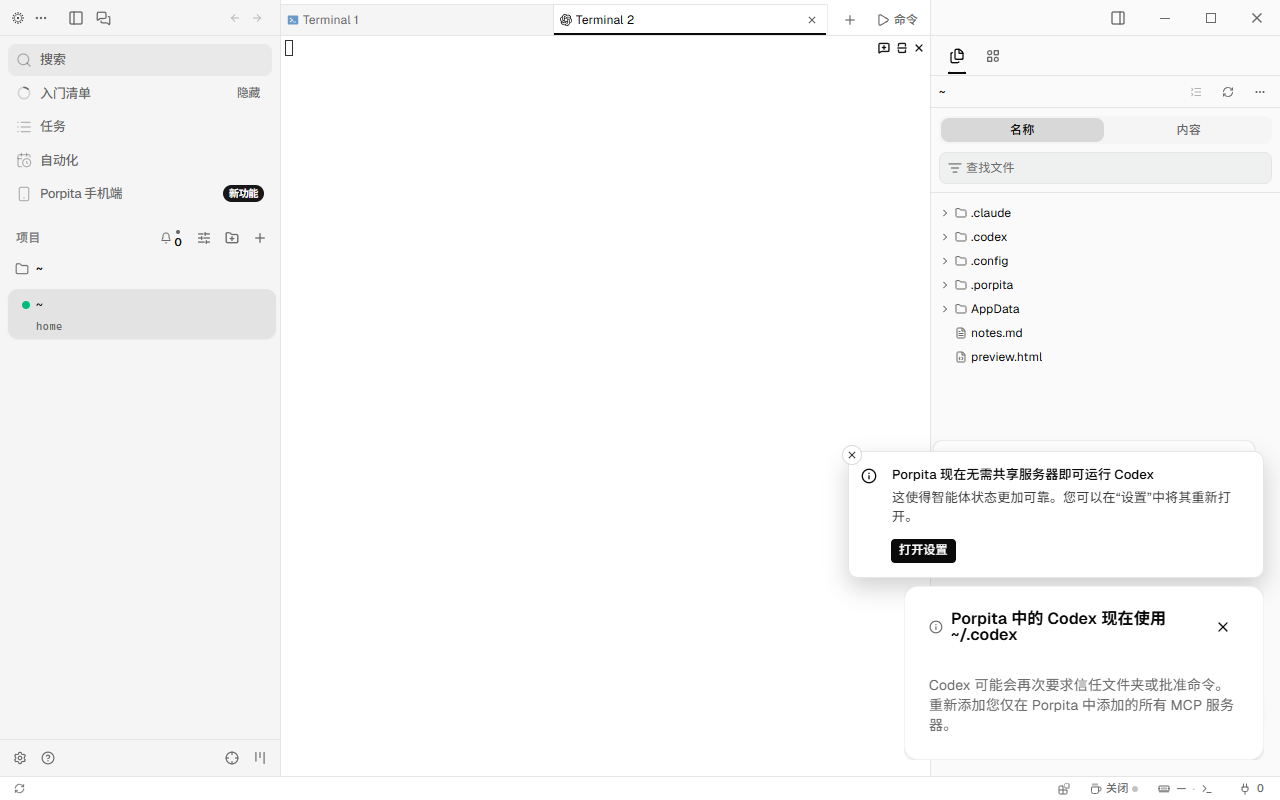 Terminal 1
Terminal 2
命令
搜索
入门清单
隐藏
任务
自动化
Porpita 手机端
新功能
项目
0
~
~
home
~
名称
内容
查找文件
.claude
.codex
.config
.porpita
AppData
notes.md
preview.html
Porpita 现在无需共享服务器即可运行 Codex
这使得智能体状态更加可靠。您可以在“设置”中将其重新打
开。
打开设置
Porpita 中的 Codex 现在使用
~/.codex
Codex 可能会再次要求信任文件夹或批准命令。
重新添加您仅在 Porpita 中添加的所有 MCP 服务
器。
关闭
0